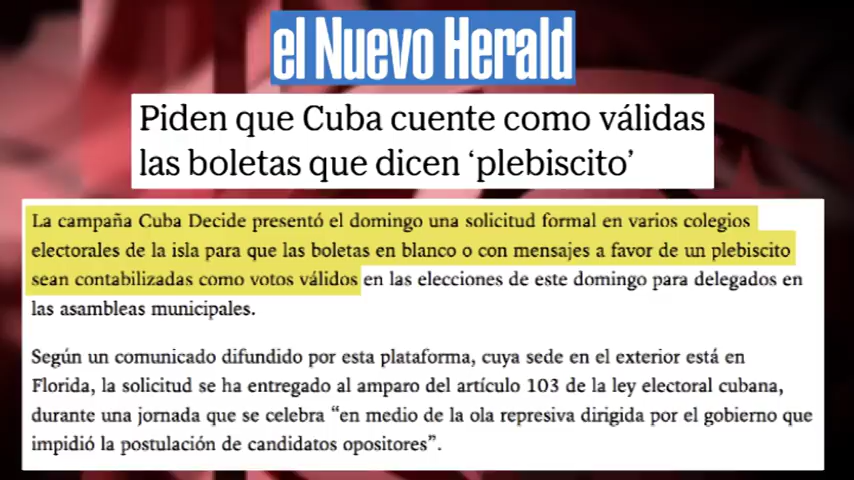 el Nuevo Herald
Piden que Cuba cuente como válidas
las boletas que dicen ‘plebiscito’
La campaña Cuba Decide presentó el domingo una solicitud formal en varios colegios
electorales de la isla para que las boletas en blanco o con mensajes a favor de un plebiscito
sean contabilizadas como votos válidos en las elecciones de este domingo para delegados en
las asambleas municipales.
Según un comunicado difundido por esta plataforma, cuya sede en el exterior está en
Florida, la solicitud se ha entregado al amparo del artículo 103 de la ley electoral cubana,
durante una jornada que se celebra “en medio de la ola represiva dirigida por el gobierno que
impidió la postulación de candidatos opositores”.